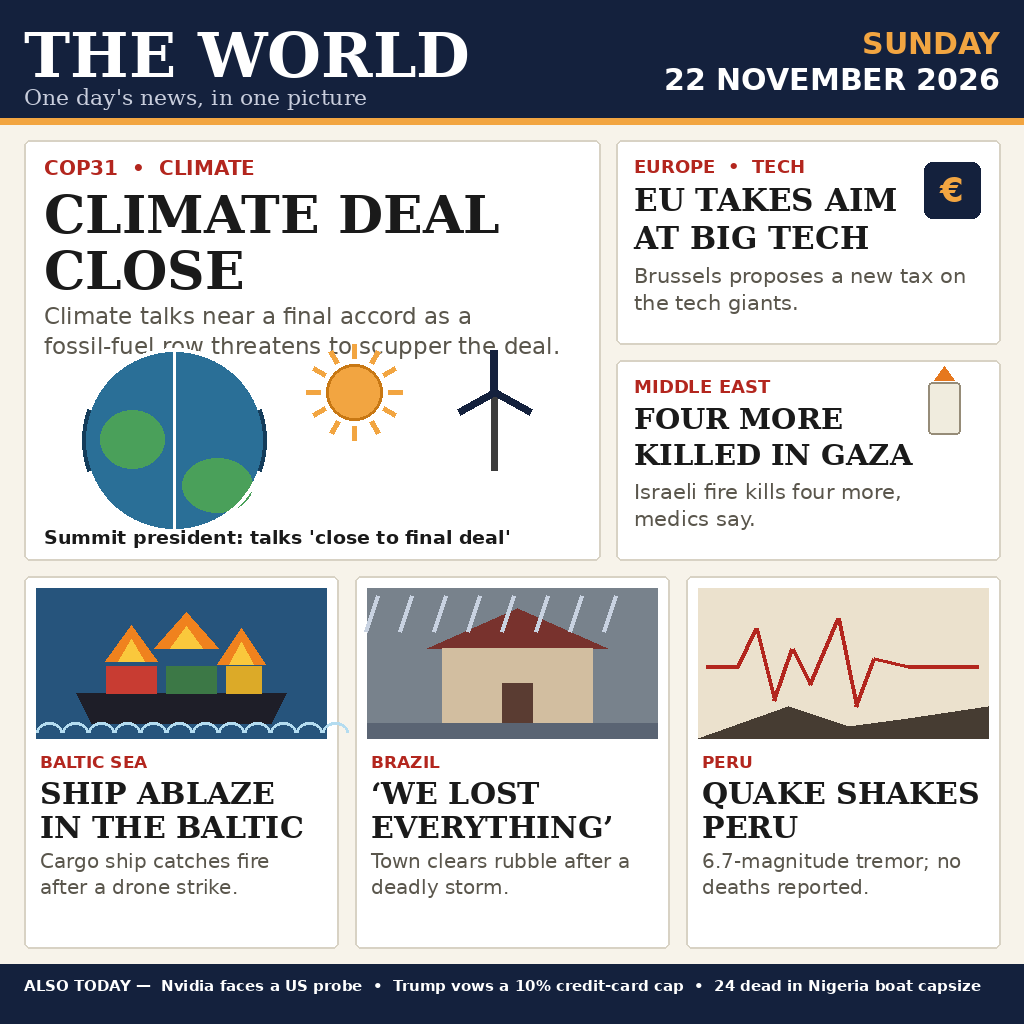 THE WORLD
One day's news, in one picture
SUNDAY
22 NOVEMBER 2026
COP31 • CLIMATE
CLIMATE DEAL
CLOSE
Climate talks near a final accord as a
fossil-fuel row threatens to scupper the deal.
Summit president: talks 'close to final deal'
EUROPE • TECH
€
EU TAKES AIM
AT BIG TECH
Brussels proposes a new tax on
the tech giants.
MIDDLE EAST
FOUR MORE
KILLED IN GAZA
Israeli fire kills four more,
medics say.
BALTIC SEA
SHIP ABLAZE
IN THE BALTIC
Cargo ship catches fire
after a drone strike.
BRAZIL
‘WE LOST
EVERYTHING’
Town clears rubble after a
deadly storm.
PERU
QUAKE SHAKES
PERU
6.7-magnitude tremor; no
deaths reported.
ALSO TODAY — Nvidia faces a US probe • Trump vows a 10% credit-card cap • 24 dead in Nigeria boat capsize